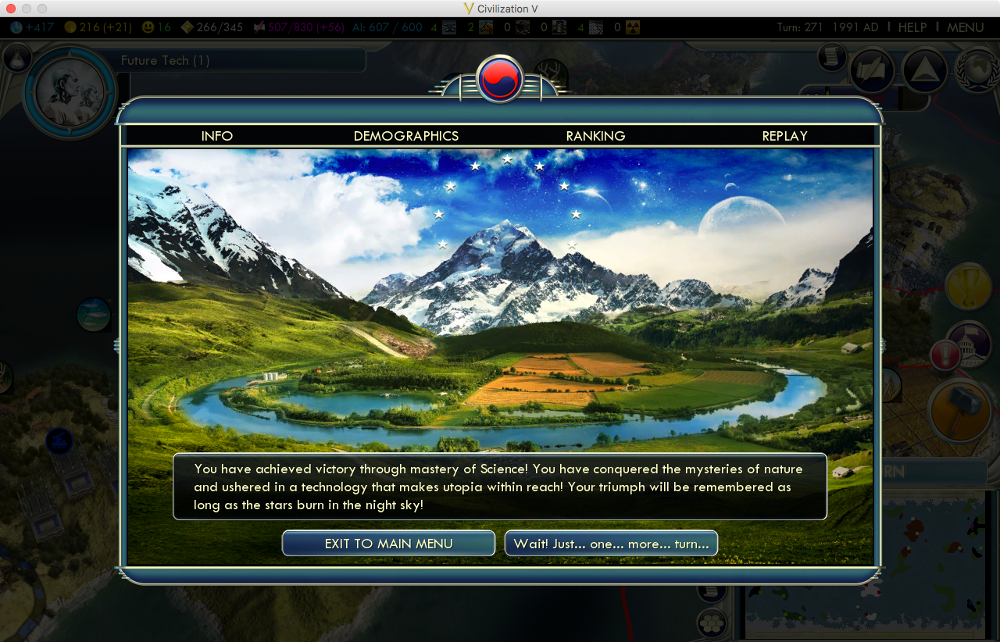 Civilization V
+417 216 (+21) 16 266/345 507/830 (+56) AI: 607 / 600 4 2 0 0 4 0 Turn: 271 1991 AD HELP MENU
Future Tech (1)
INFO DEMOGRAPHICS RANKING REPLAY
You have achieved victory through mastery of Science! You have conquered the mysteries of nature
and ushered in a technology that makes utopia within reach! Your triumph will be remembered as
long as the stars burn in the night sky!
EXIT TO MAIN MENU Wait! Just... one... more... turn...